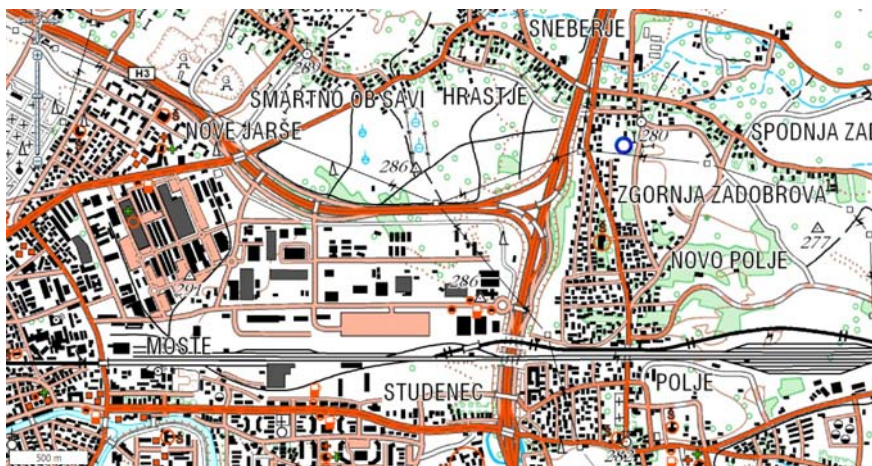 SNEBERJE
H3
289
ŠMARTNO OB SAVI
HRASTJE
NOVE JARŠE
280
SPODNJA ZAD
286
ZGORNJA ZADOBROVA
277
NOVO POLJE
291
286
MOSTE
STUDENEC
POLJE
500 m